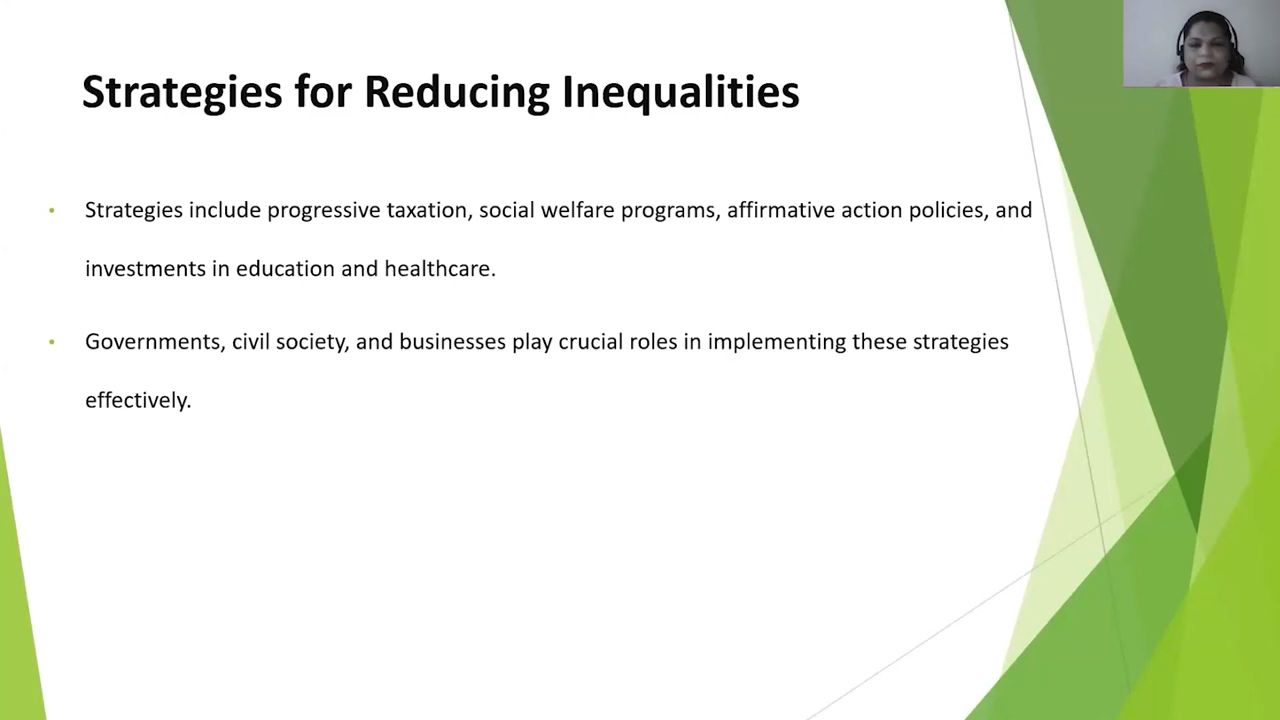 Strategies for Reducing Inequalities
• Strategies include progressive taxation, social welfare programs, affirmative action policies, and
investments in education and healthcare.
• Governments, civil society, and businesses play crucial roles in implementing these strategies
effectively.